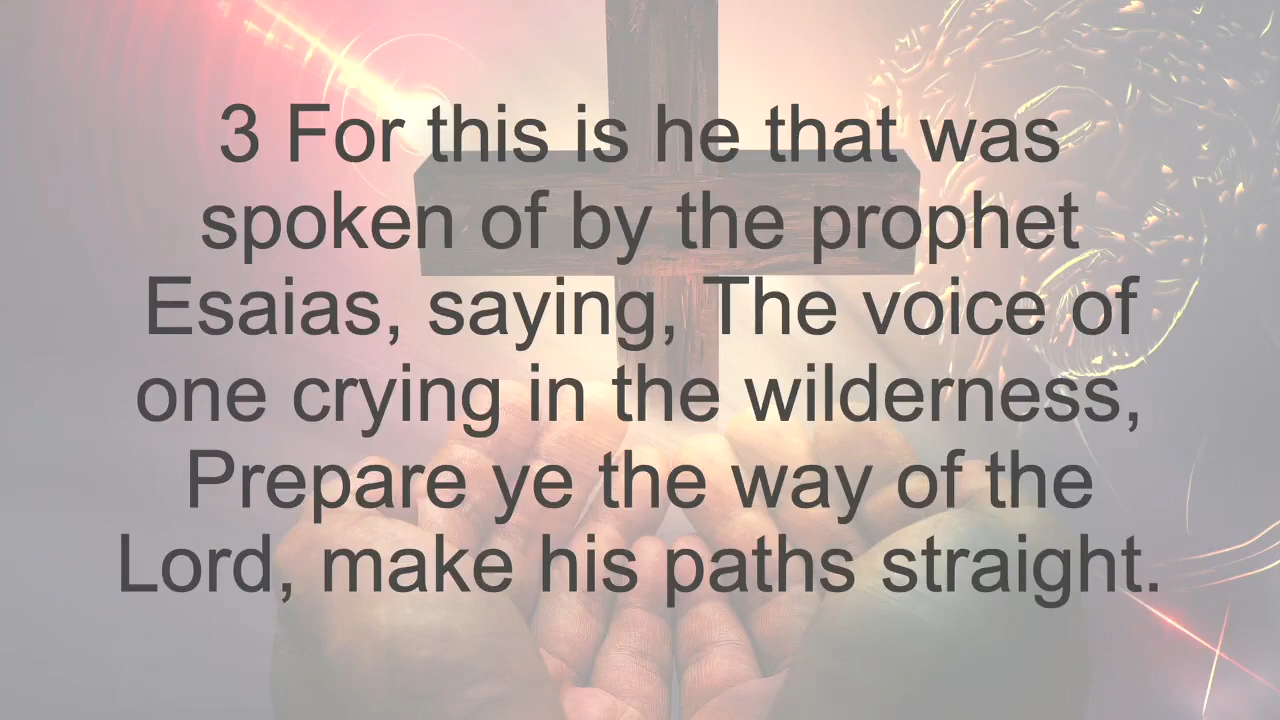 3 For this is he that was
spoken of by the prophet
Esaias, saying, The voice of
one crying in the wilderness,
Prepare ye the way of the
Lord, make his paths straight.